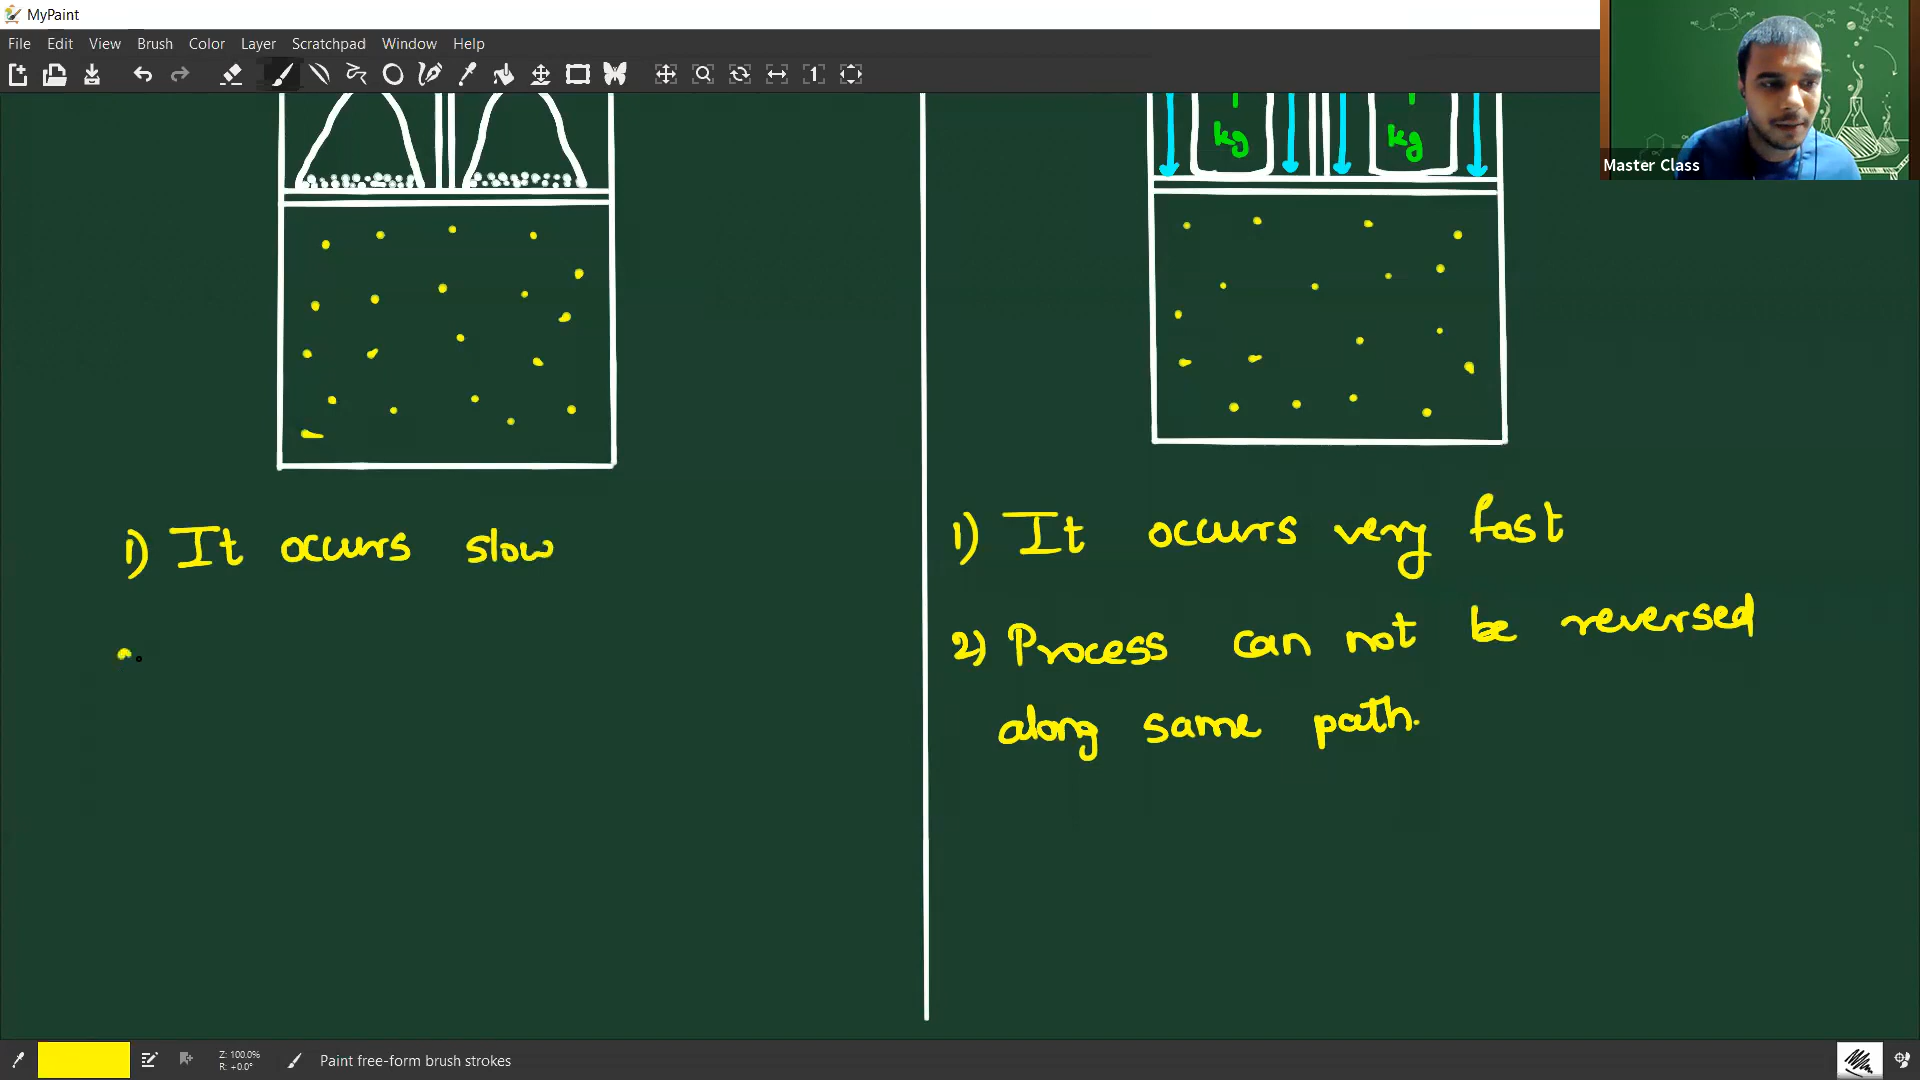 MyPaint
File Edit View Brush Color Layer Scratchpad Window Help
Master Class
kg kg
1) It occurs slow
1) It occurs very fast
2) Process can not be reversed
along same path.
Z: 100.0%
R: +0.0°
Paint free-form brush strokes